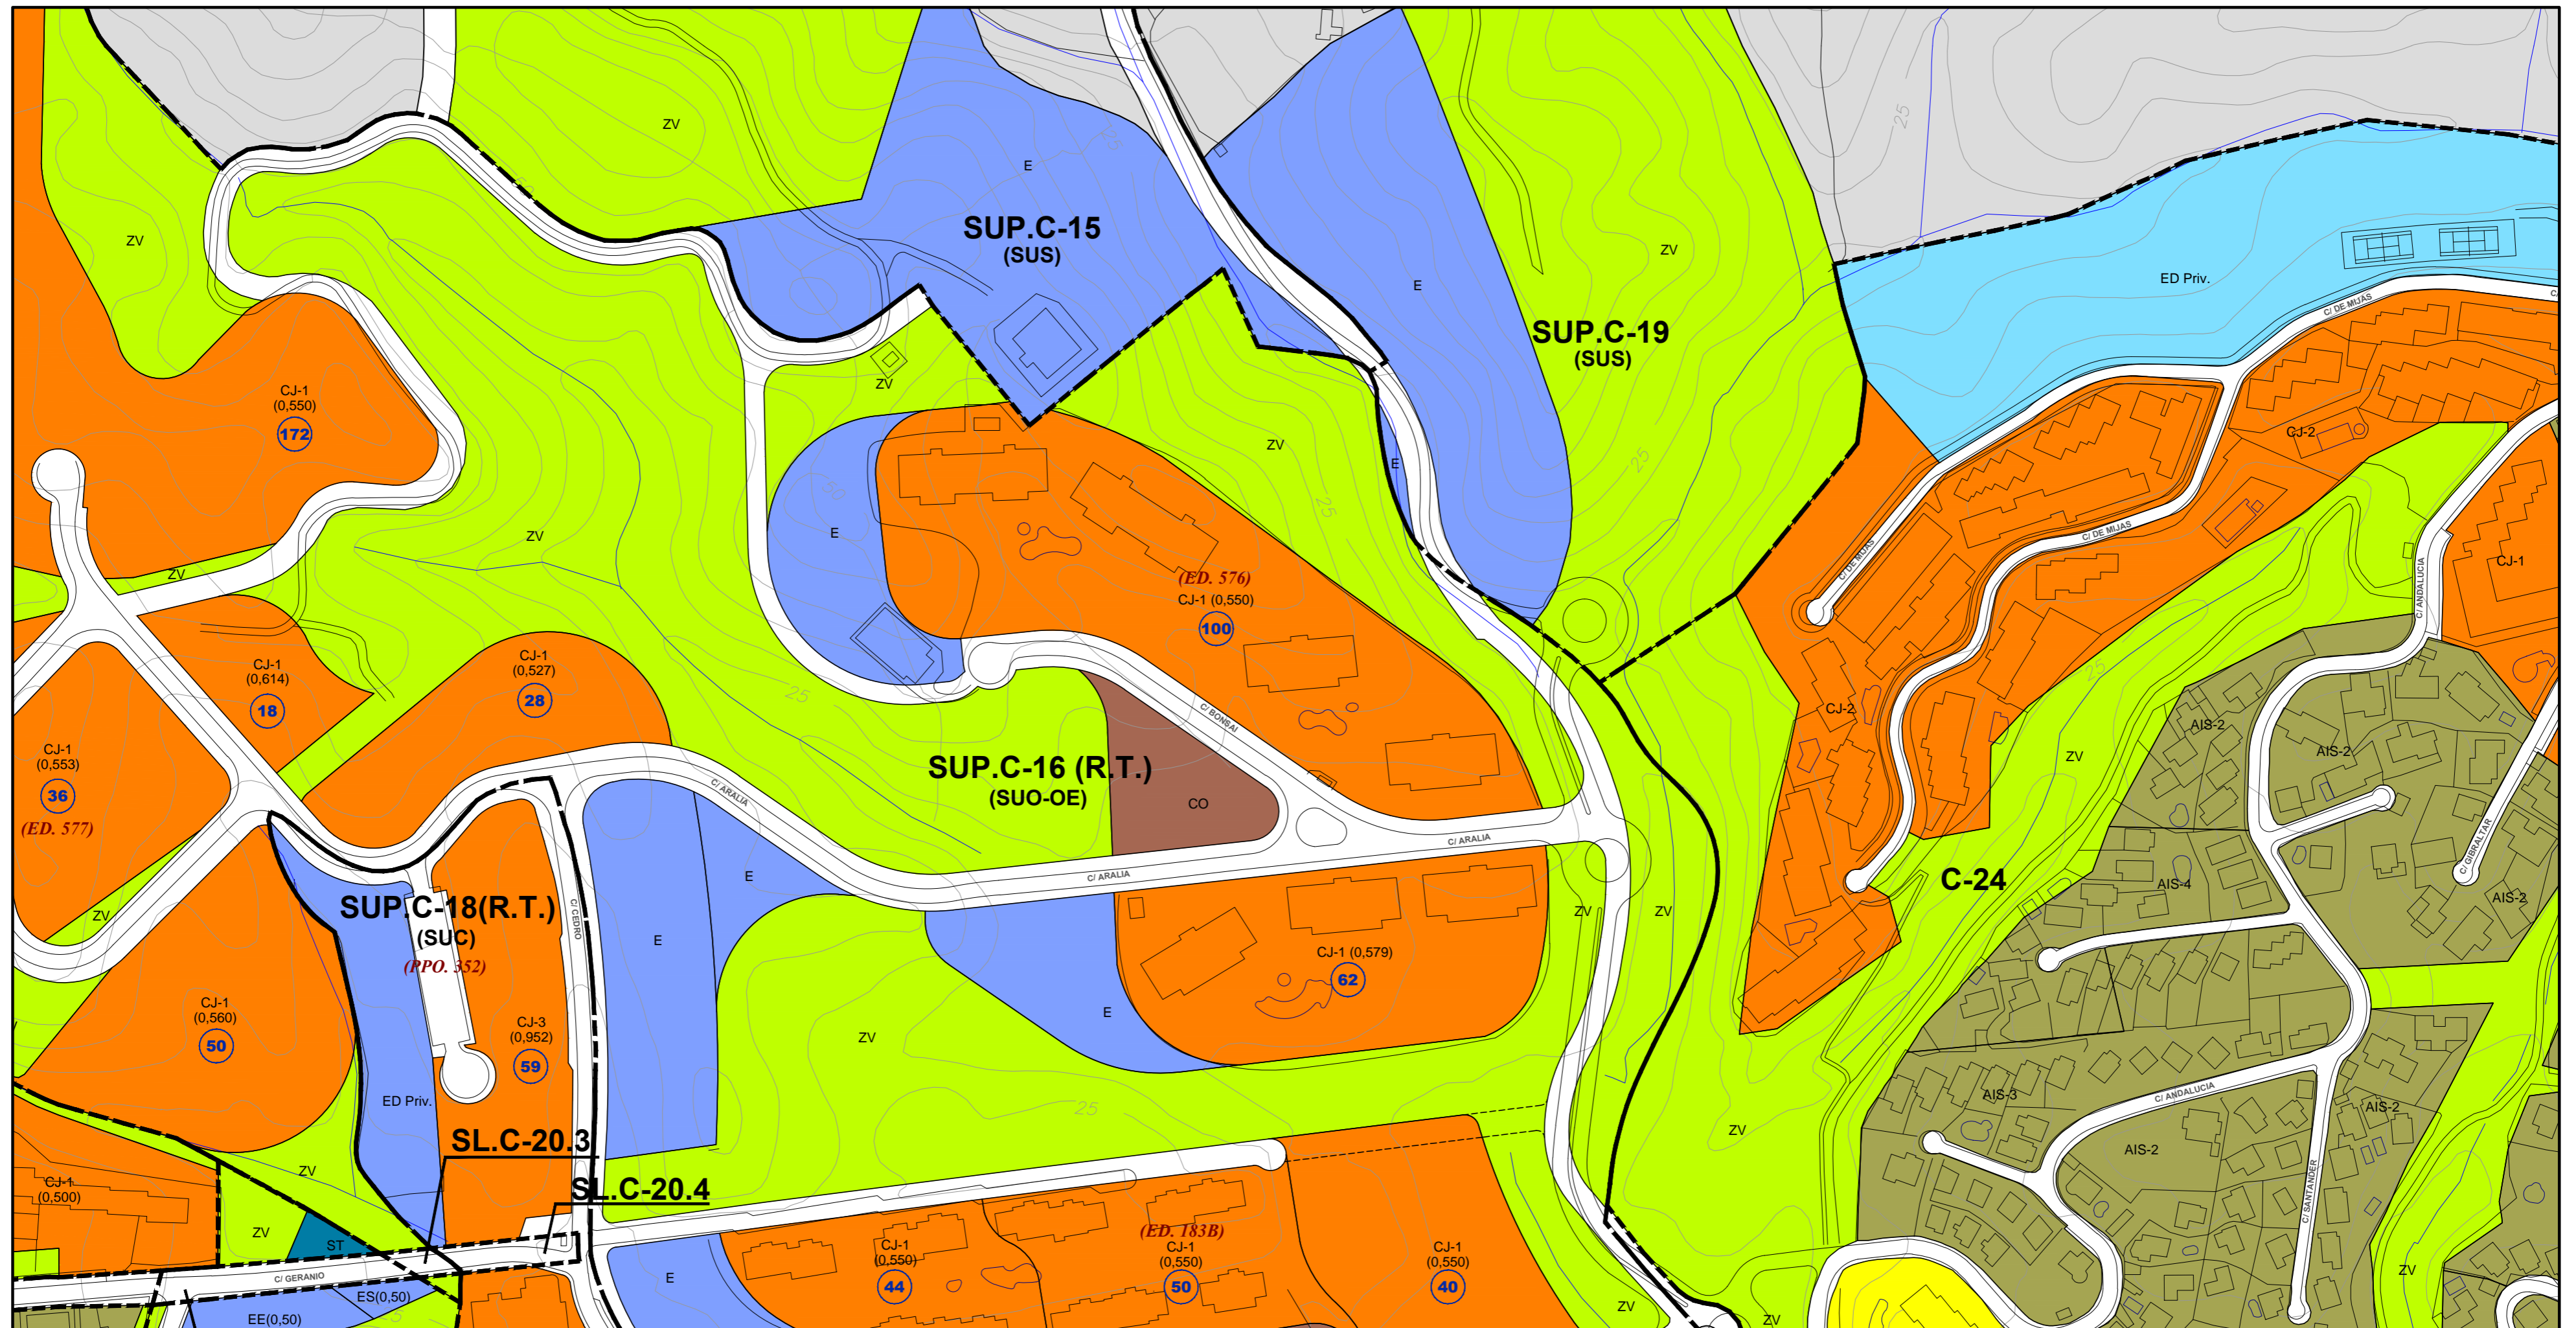 ZV
E
SUP.C-15
(SUS)
ZV
ZV
E
ED Priv.
C/ DE MIJAS
SUP.C-19
(SUS)
ZV
CJ-1
(0,550)
172
ZV
E
CJ-2
25
50
25
25
E
ZV
ZV
C/ DE MIJAS
C/ DE MIJAS
C/ ANDALUCIA
CJ-1
(ED. 576)
CJ-1 (0,550)
100
CJ-1
(0,614)
18
CJ-1
(0,527)
28
25
25
C/ BONSAI
CJ-2
AIS-2
AIS-2
ZV
CJ-1
(0,553)
36
(ED. 577)
C/ ARALIA
SUP.C-16 (R.T.)
(SUO-OE)
CO
C/ ARALIA
C/ ARALIA
C/ GIBRALTAR
E
C-24
AIS-4
AIS-2
ZV
SUP.C-18(R.T.)
(SUC)
(PPO. 352)
C/ CEDRO
E
ZV
ZV
CJ-1 (0,579)
62
CJ-1
(0,560)
50
CJ-3
(0,952)
59
E
ZV
ED Priv.
25
AIS-3
C/ ANDALUCIA
AIS-2
ZV
AIS-2
SL.C-20.3
ZV
CJ-1
(0,500)
SL.C-20.4
C/ SANTANDER
ZV
ST
(ED. 183B)
CJ-1
(0,550)
44
CJ-1
(0,550)
50
CJ-1
(0,550)
40
C/ GERANIO
E
ZV
ES(0,50)
EE(0,50)
25
ZV
ZV